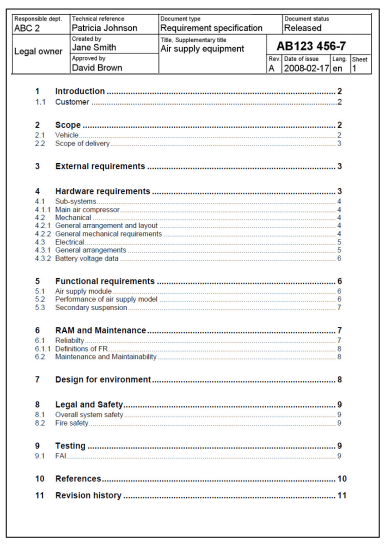 Responsible dept. Technical reference Document type Document status
ABC 2 Patricia Johnson Requirement specification Released
Legal owner Created by Title, Supplementary title
Jane Smith Air supply equipment AB123 456-7
Approved by Rev. Date of issue Lang. Sheet
David Brown A 2008-02-17 en 1
1 Introduction 2
1.1 Customer 2
2 Scope 2
2.1 Vehicle 2
2.2 Scope of delivery 3
3 External requirements 3
4 Hardware requirements 3
4.1 Sub-systems 4
4.1.1 Main air compressor 4
4.2 Mechanical 4
4.2.1 General arrangement and layout 4
4.2.2 General mechanical requirements 4
4.3 Electrical 5
4.3.1 General arrangements 5
4.3.2 Battery voltage data 6
5 Functional requirements 6
5.1 Air supply module 6
5.2 Performance of air supply model 6
5.3 Secondary suspension 7
6 RAM and Maintenance 7
6.1 Reliabilty 7
6.1.1 Definitions of FR 8
6.2 Maintenance and Maintainability 8
7 Design for environment 8
8 Legal and Safety 9
8.1 Overall system safety 9
8.2 Fire safety 9
9 Testing 9
9.1 FAI 9
10 References 10
11 Revision history 11